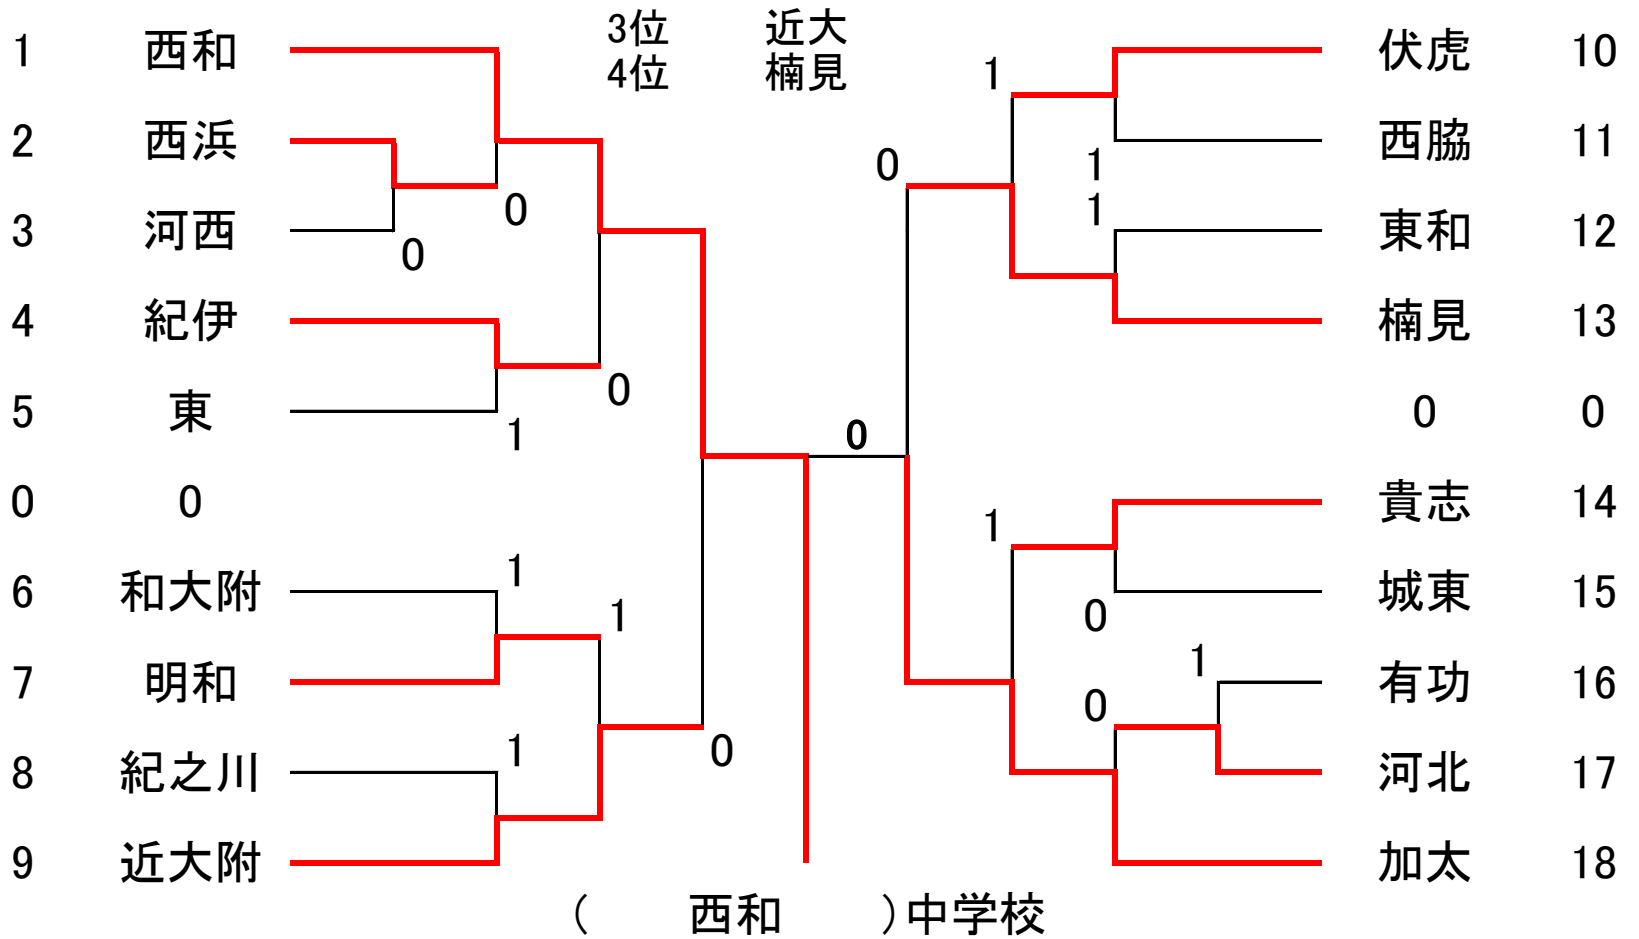 3位 近大
4位 楠見
1 西和
2 西浜
3 河西
4 紀伊
5 東
0 0
6 和大附
7 明和
8 紀之川
9 近大附
0
0
1
0
1
1
1
0
0
1
0
1
1
1
0
0
1
伏虎 10
西脇 11
東和 12
楠見 13
0 0
貴志 14
城東 15
有功 16
河北 17
加太 18
( 西和 )中学校